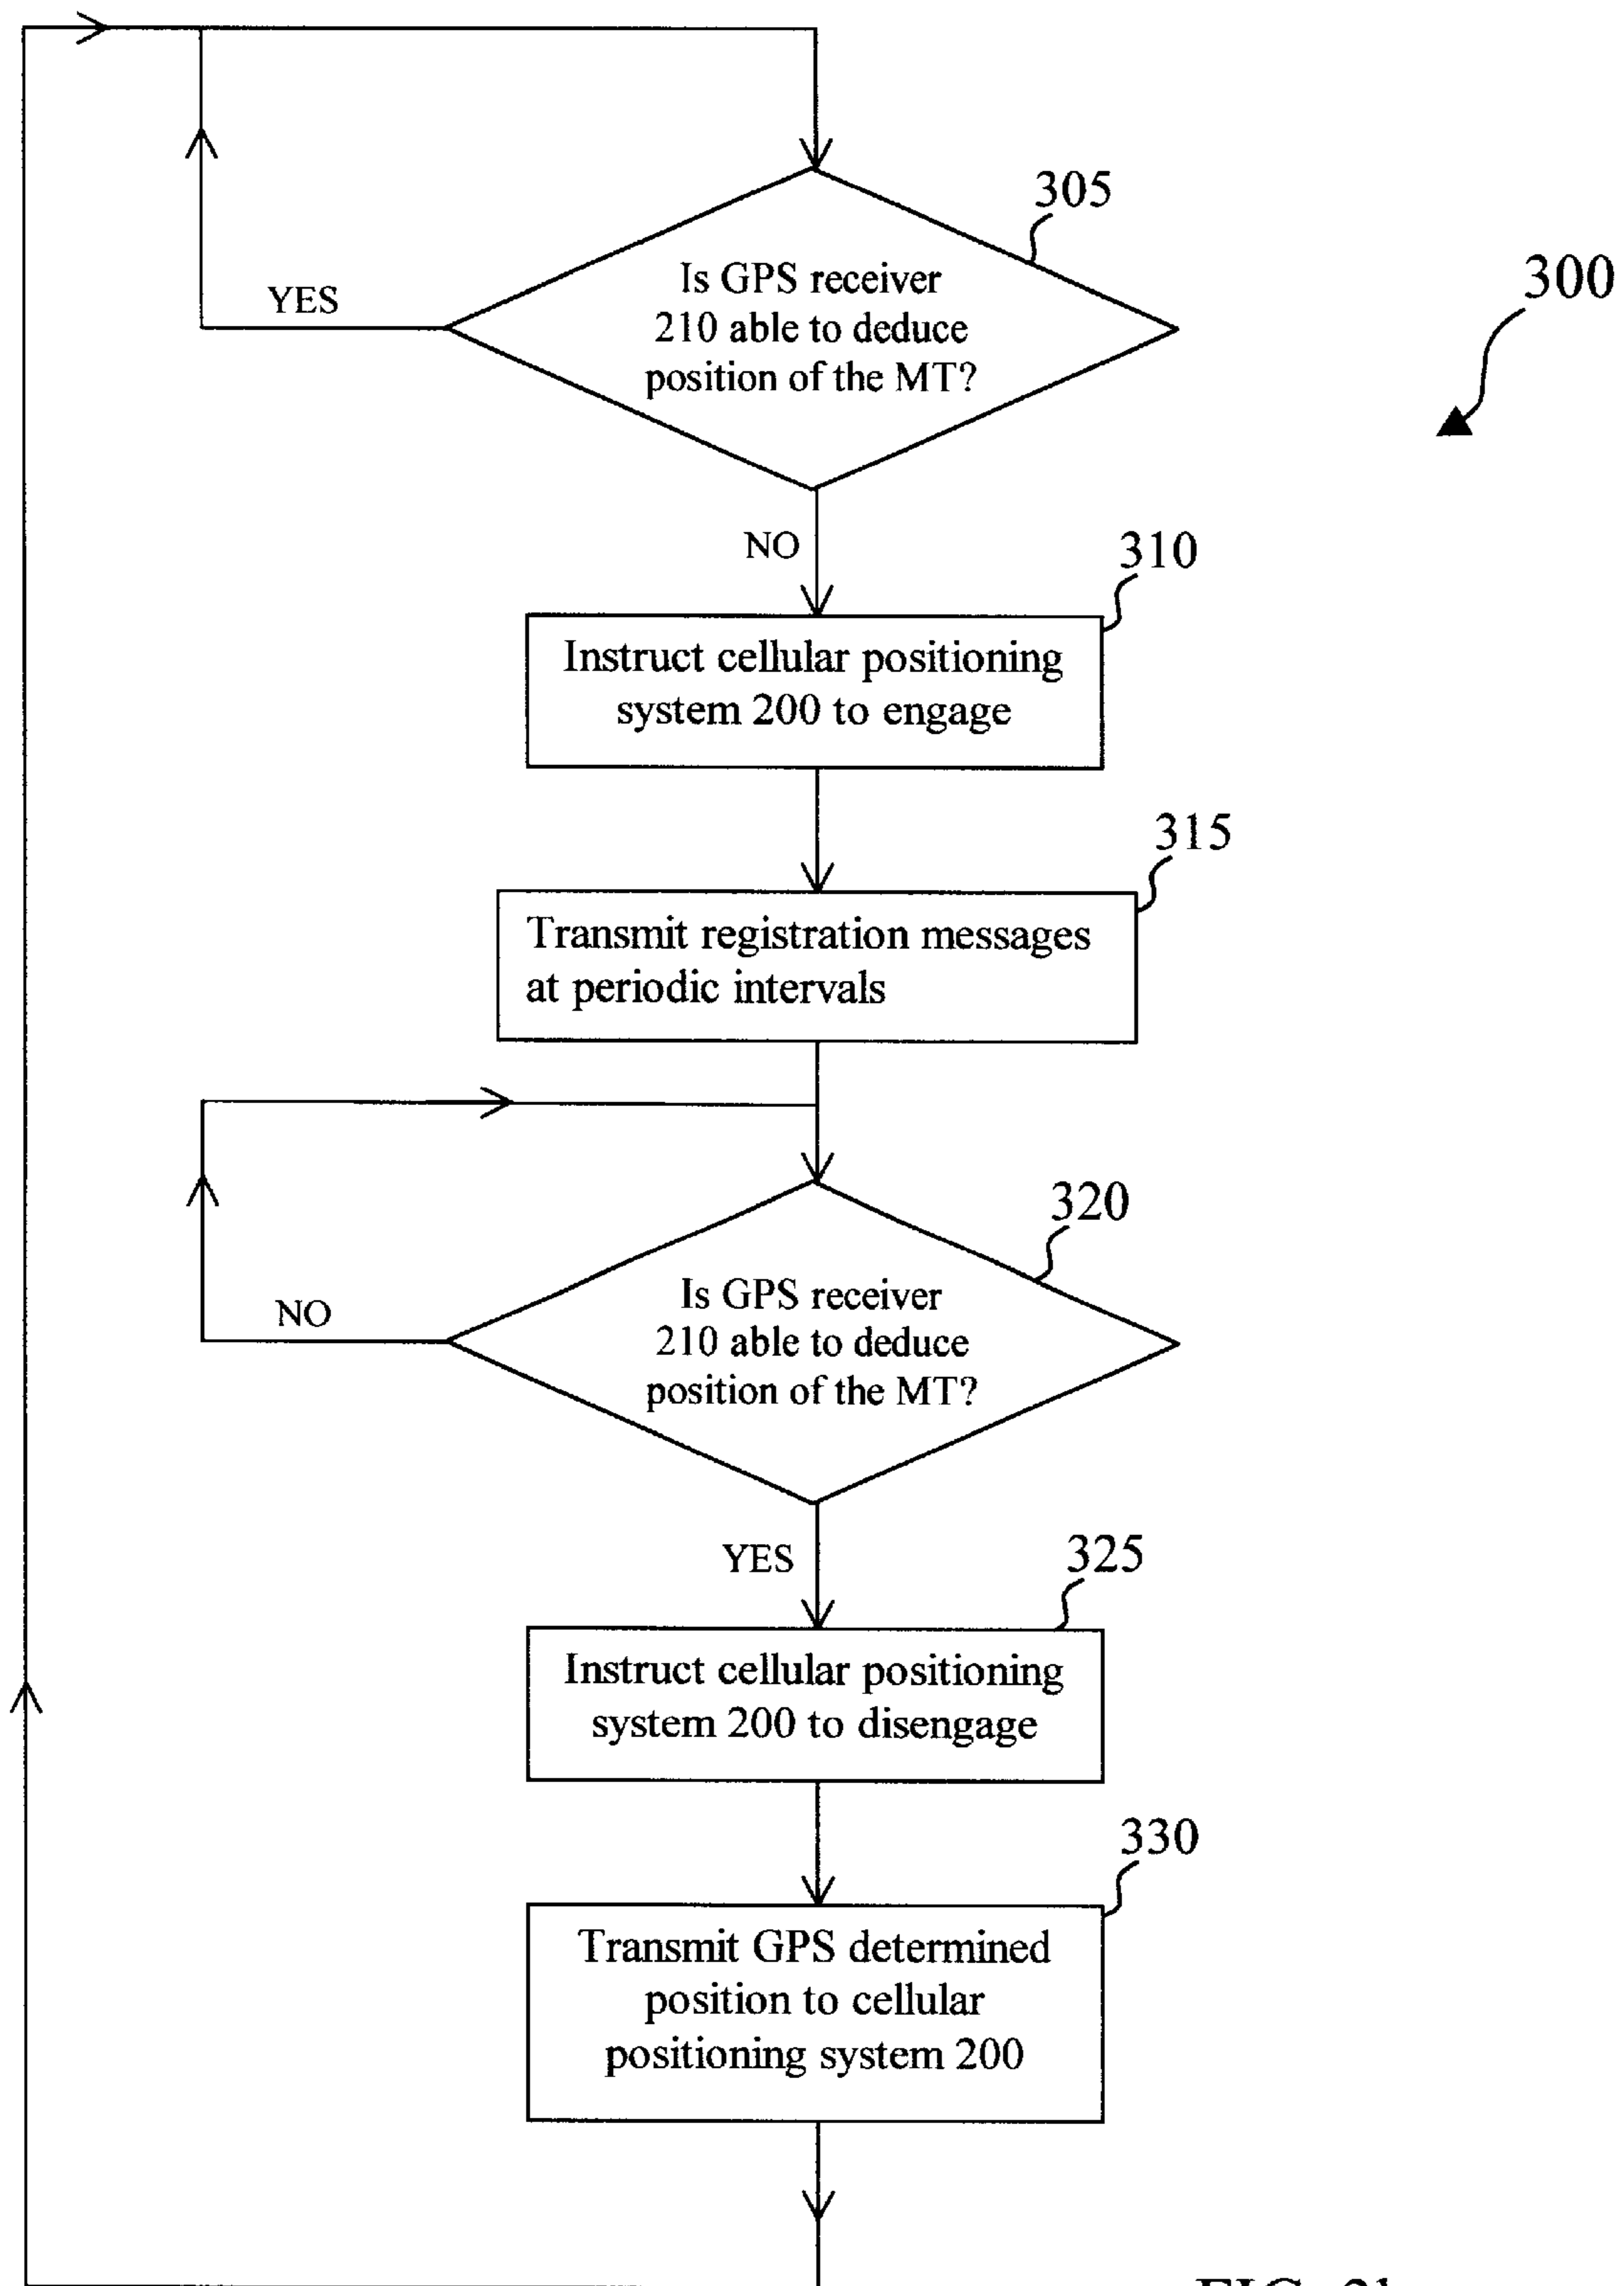 305
Is GPS receiver
210 able to deduce
position of the MT?
YES
300
NO
310
Instruct cellular positioning
system 200 to engage
315
Transmit registration messages
at periodic intervals
320
Is GPS receiver
210 able to deduce
position of the MT?
NO
YES
325
Instruct cellular positioning
system 200 to disengage
330
Transmit GPS determined
position to cellular
positioning system 200